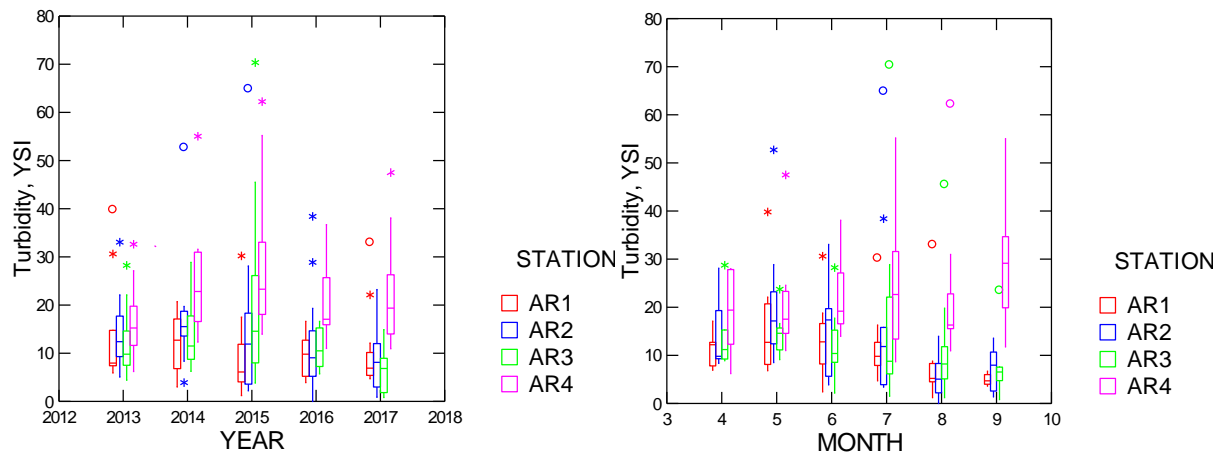 80
70
60
50
40
30
20
10
0
Turbidity, YSI
2012 2013 2014 2015 2016 2017 2018
YEAR
STATION
AR1
AR2
AR3
AR4
80
70
60
50
40
30
20
10
0
Turbidity, YSI
3 4 5 6 7 8 9 10
MONTH
STATION
AR1
AR2
AR3
AR4